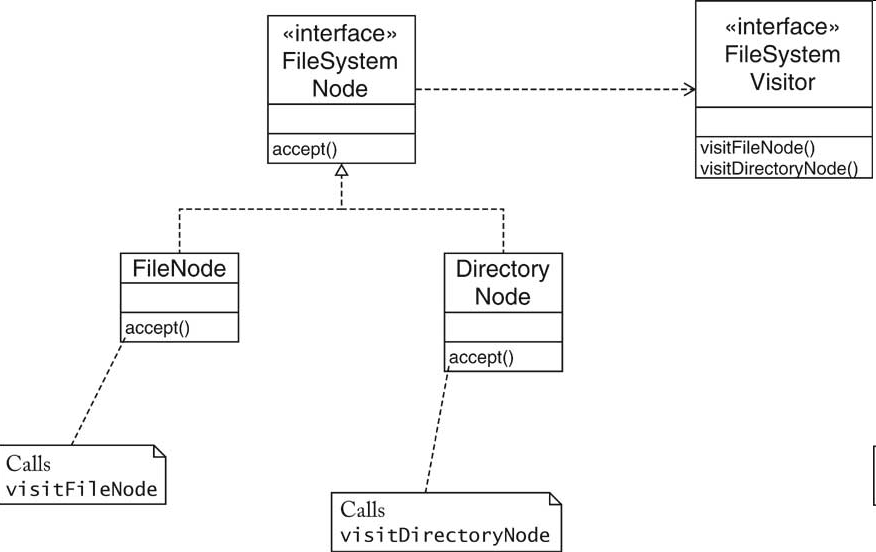 «interface»
FileSystem
Node
accept()
«interface»
FileSystem
Visitor
visitFileNode()
visitDirectoryNode()
FileNode
accept()
Directory
Node
accept()
Calls
visitFileNode
Calls
visitDirectoryNode